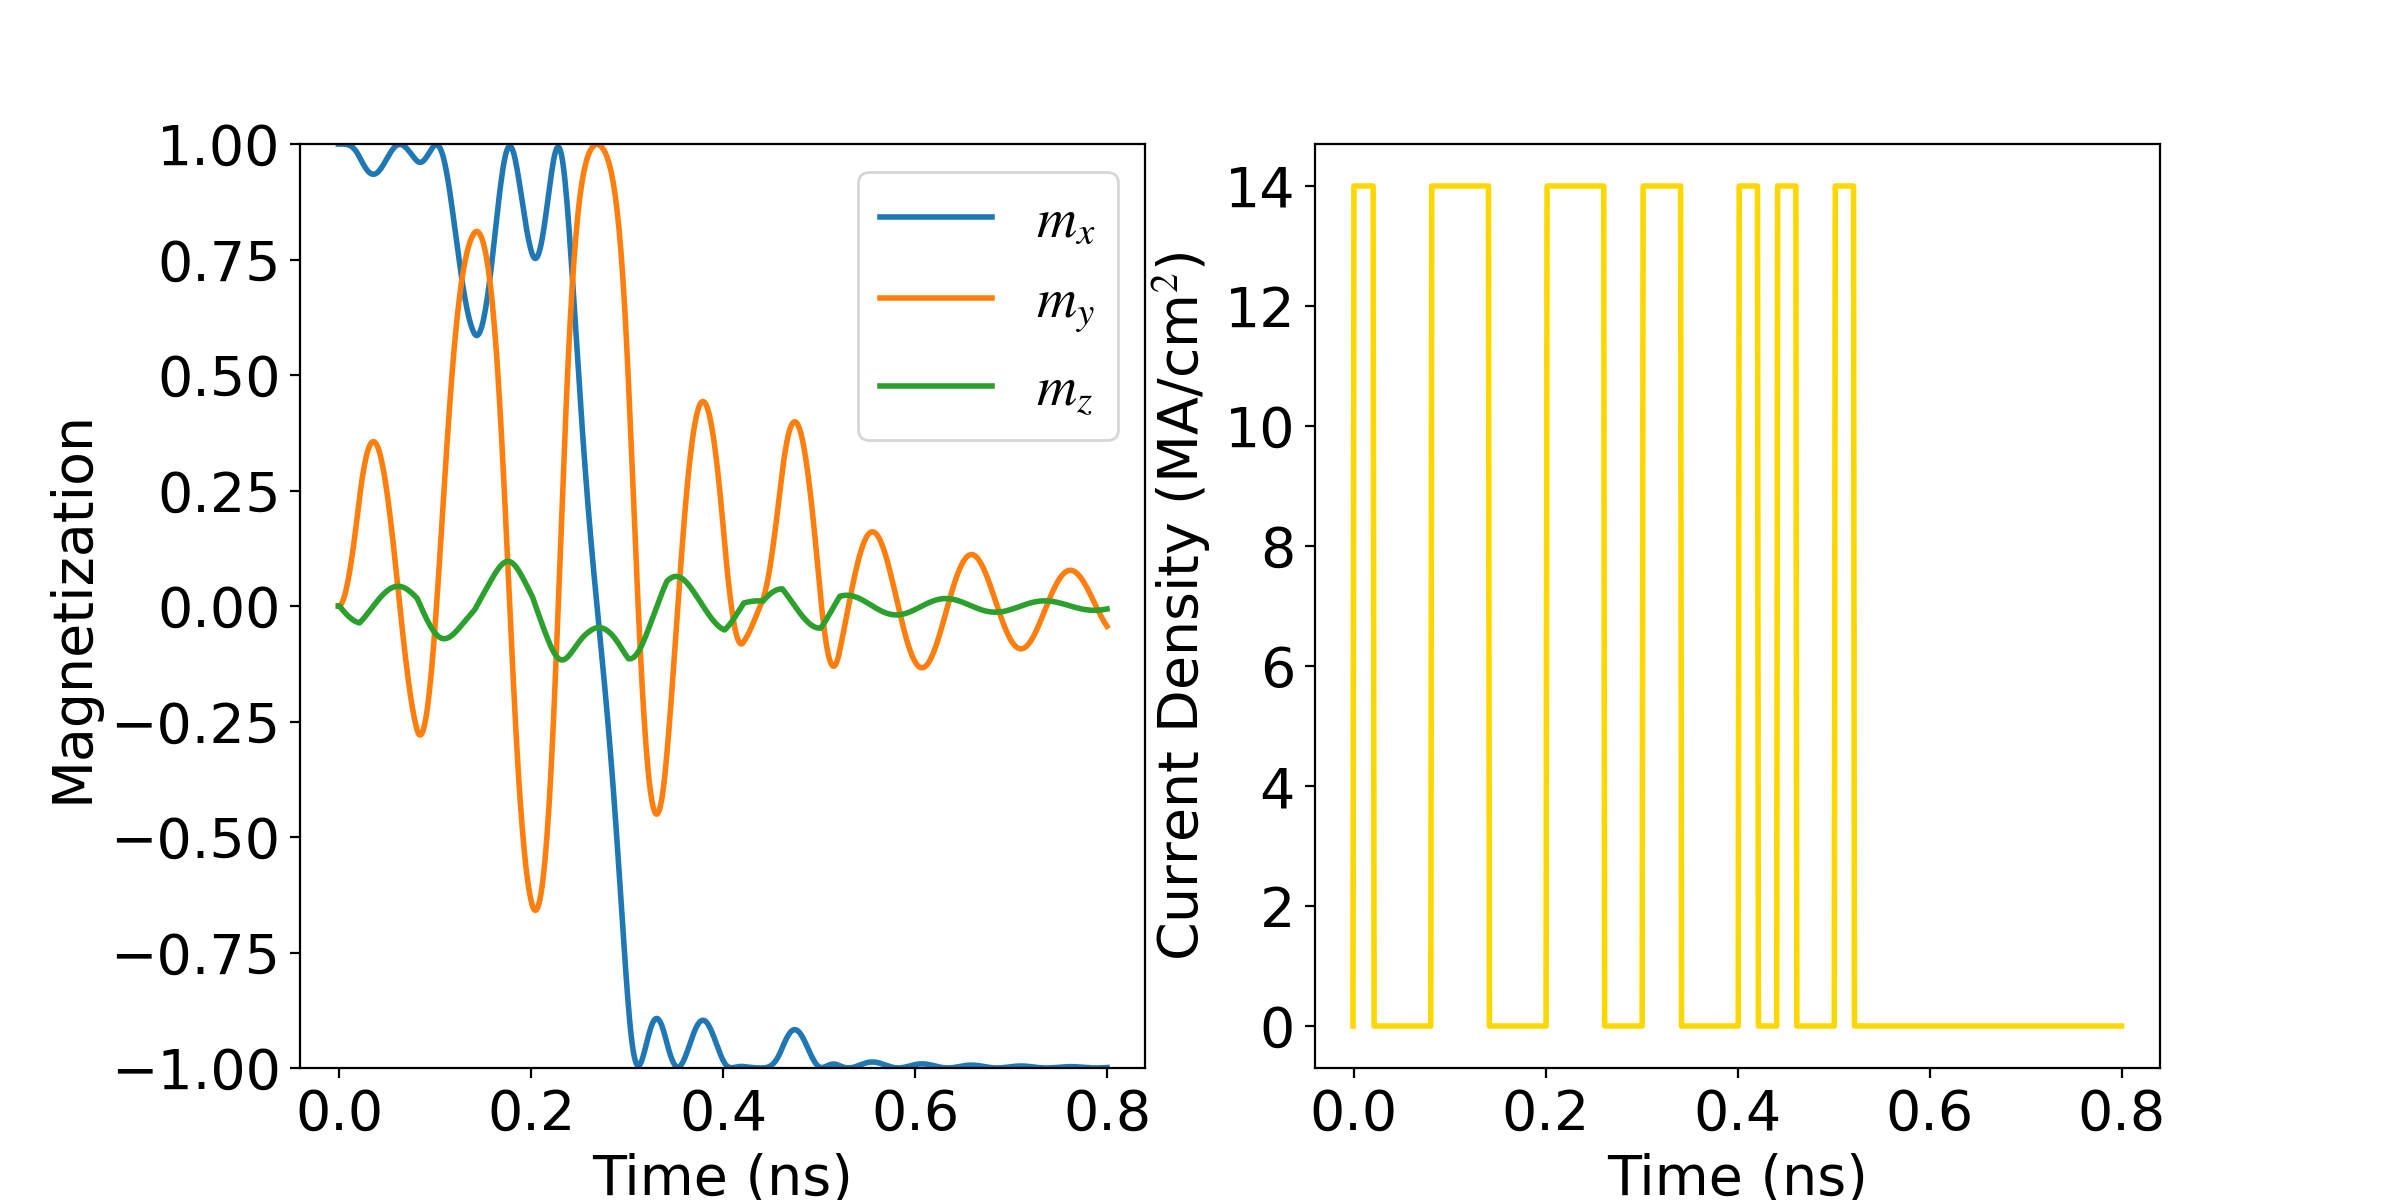 1.00
0.75
0.50
0.25
0.00
−0.25
−0.50
−0.75
−1.00
Magnetization
0.0 0.2 0.4 0.6 0.8
Time (ns)
m_x
m_y
m_z
14
12
10
8
6
4
2
0
Current Density (MA/cm²)
0.0 0.2 0.4 0.6 0.8
Time (ns)